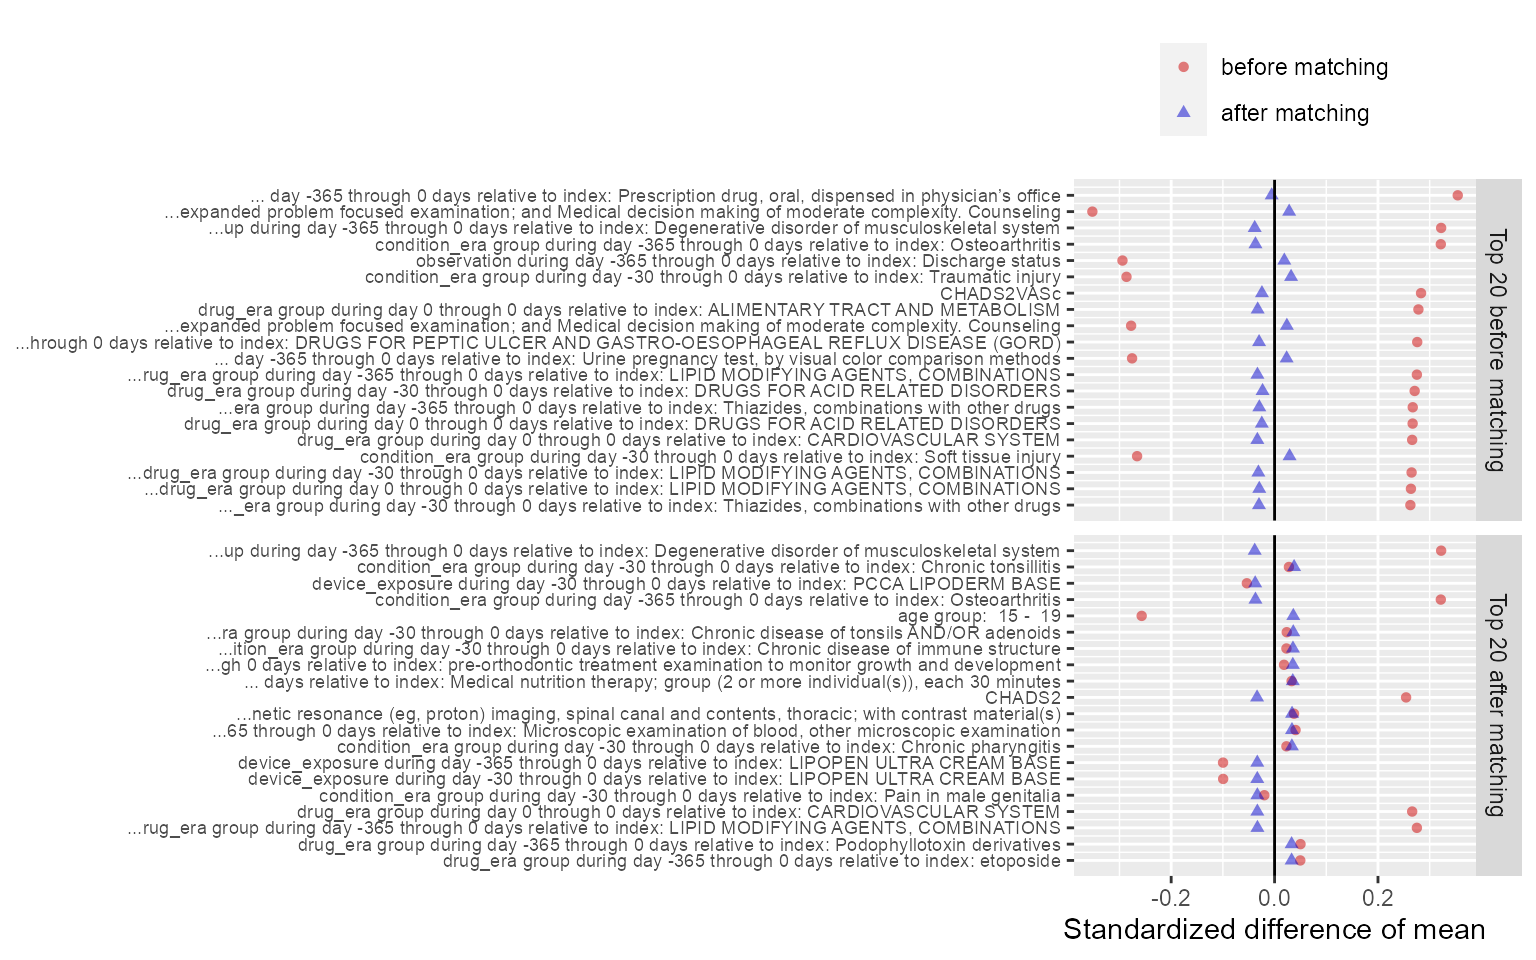 before matching
after matching
... day -365 through 0 days relative to index: Prescription drug, oral, dispensed in physician's office
...expanded problem focused examination; and Medical decision making of moderate complexity. Counseling
...up during day -365 through 0 days relative to index: Degenerative disorder of musculoskeletal system
condition_era group during day -365 through 0 days relative to index: Osteoarthritis
observation during day -365 through 0 days relative to index: Discharge status
condition_era group during day -30 through 0 days relative to index: Traumatic injury
CHADS2VASc
drug_era group during day 0 through 0 days relative to index: ALIMENTARY TRACT AND METABOLISM
...expanded problem focused examination; and Medical decision making of moderate complexity. Counseling
...hrough 0 days relative to index: DRUGS FOR PEPTIC ULCER AND GASTRO-OESOPHAGEAL REFLUX DISEASE (GORD)
... day -365 through 0 days relative to index: Urine pregnancy test, by visual color comparison methods
...rug_era group during day -365 through 0 days relative to index: LIPID MODIFYING AGENTS, COMBINATIONS
drug_era group during day -30 through 0 days relative to index: DRUGS FOR ACID RELATED DISORDERS
...era group during day -365 through 0 days relative to index: Thiazides, combinations with other drugs
drug_era group during day 0 through 0 days relative to index: DRUGS FOR ACID RELATED DISORDERS
drug_era group during day 0 through 0 days relative to index: CARDIOVASCULAR SYSTEM
condition_era group during day -30 through 0 days relative to index: Soft tissue injury
...drug_era group during day -30 through 0 days relative to index: LIPID MODIFYING AGENTS, COMBINATIONS
...drug_era group during day 0 through 0 days relative to index: LIPID MODIFYING AGENTS, COMBINATIONS
..._era group during day -30 through 0 days relative to index: Thiazides, combinations with other drugs
Top 20 before matching
...up during day -365 through 0 days relative to index: Degenerative disorder of musculoskeletal system
condition_era group during day -30 through 0 days relative to index: Chronic tonsillitis
device_exposure during day -30 through 0 days relative to index: PCCA LIPODERM BASE
condition_era group during day -365 through 0 days relative to index: Osteoarthritis
age group: 15 - 19
...ra group during day -30 through 0 days relative to index: Chronic disease of tonsils AND/OR adenoids
...ition_era group during day -30 through 0 days relative to index: Chronic disease of immune structure
...gh 0 days relative to index: pre-orthodontic treatment examination to monitor growth and development
... days relative to index: Medical nutrition therapy; group (2 or more individual(s)), each 30 minutes
CHADS2
...netic resonance (eg, proton) imaging, spinal canal and contents, thoracic; with contrast material(s)
...65 through 0 days relative to index: Microscopic examination of blood, other microscopic examination
condition_era group during day -30 through 0 days relative to index: Chronic pharyngitis
device_exposure during day -365 through 0 days relative to index: LIPOPEN ULTRA CREAM BASE
device_exposure during day -30 through 0 days relative to index: LIPOPEN ULTRA CREAM BASE
condition_era group during day -30 through 0 days relative to index: Pain in male genitalia
drug_era group during day 0 through 0 days relative to index: CARDIOVASCULAR SYSTEM
...rug_era group during day -365 through 0 days relative to index: LIPID MODIFYING AGENTS, COMBINATIONS
drug_era group during day -365 through 0 days relative to index: Podophyllotoxin derivatives
drug_era group during day -365 through 0 days relative to index: etoposide
Top 20 after matching
-0.2 0.0 0.2
Standardized difference of mean